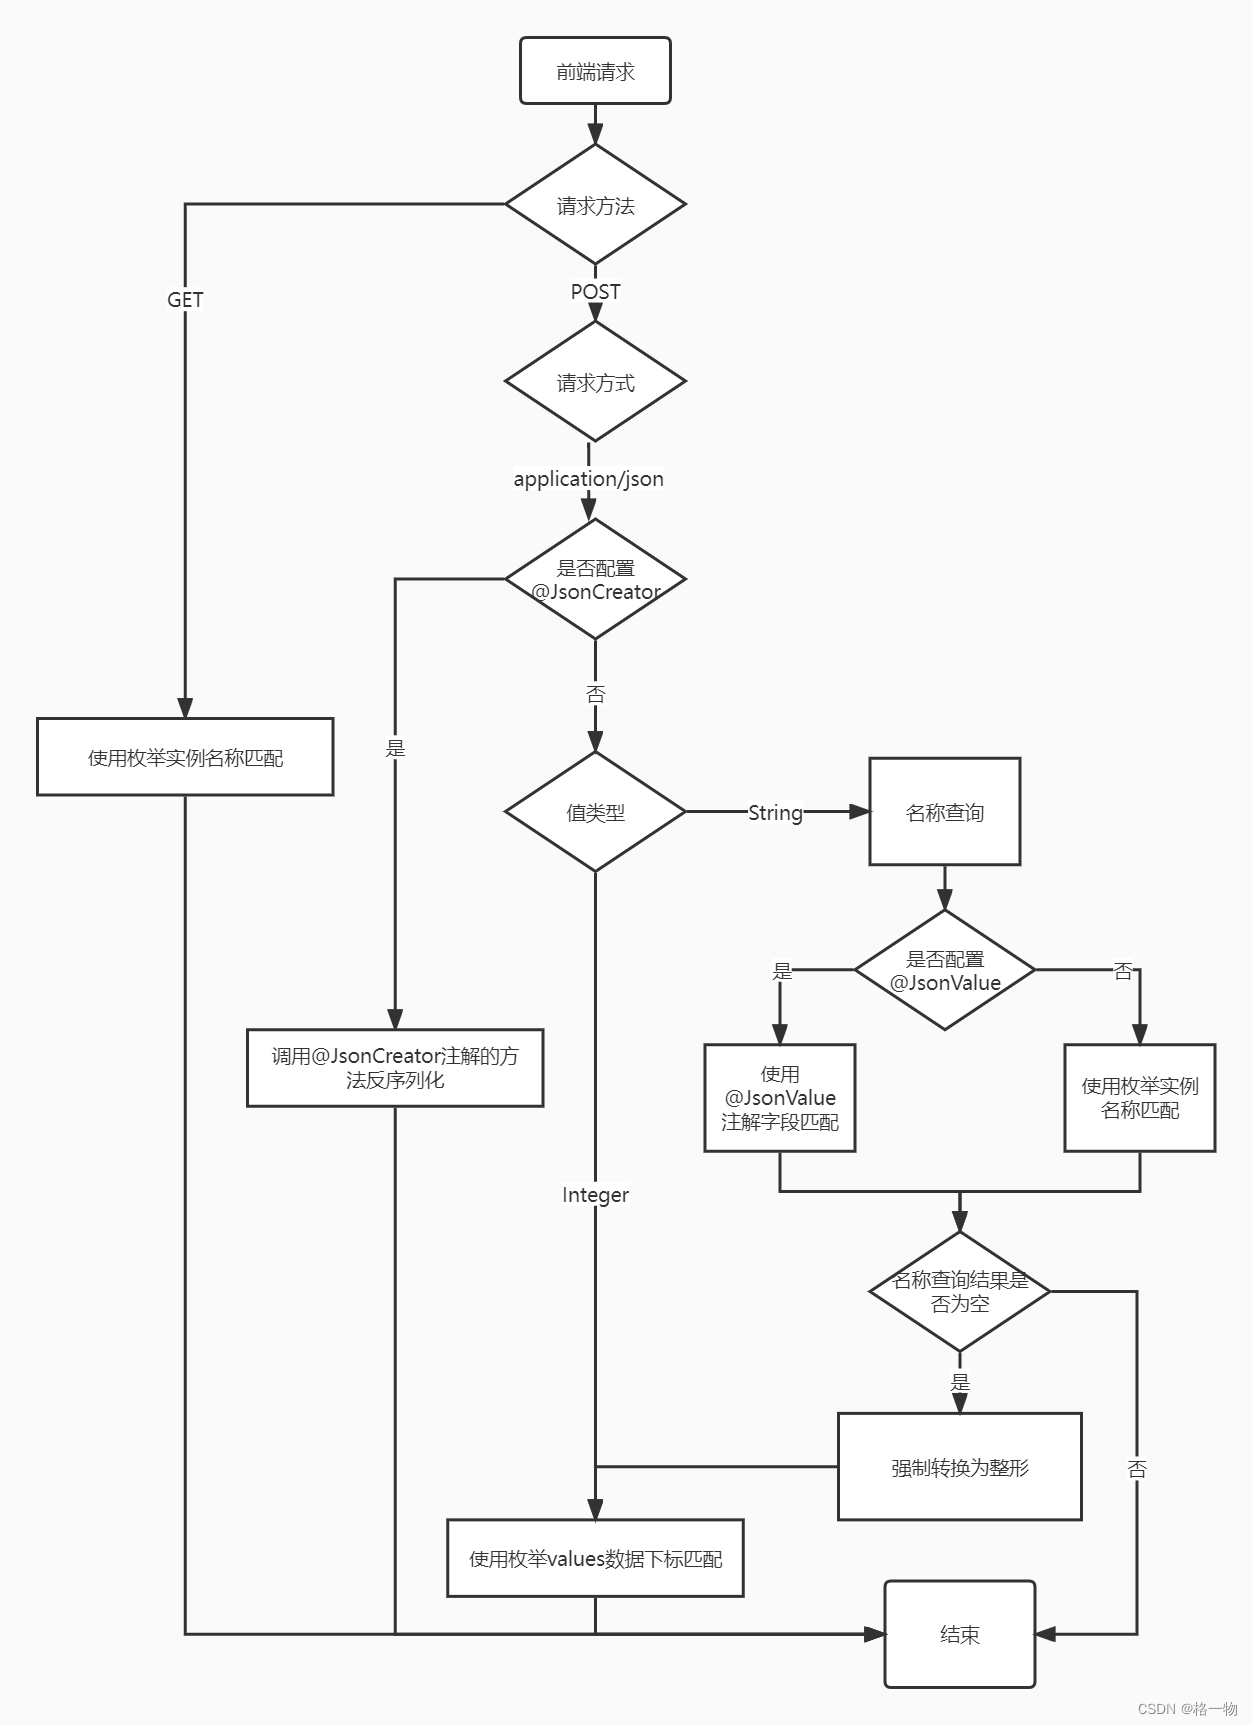 前端请求
请求方法
GET
POST
请求方式
application/json
是否配置
@JsonCreator
否
是
使用枚举实例名称匹配
值类型
String
名称查询
是否配置
@JsonValue
是
否
调用@JsonCreator注解的方
法反序列化
使用
@JsonValue
注解字段匹配
使用枚举实例
名称匹配
Integer
名称查询结果是
否为空
是
强制转换为整形
否
使用枚举values数据下标匹配
结束
CSDN @格一物